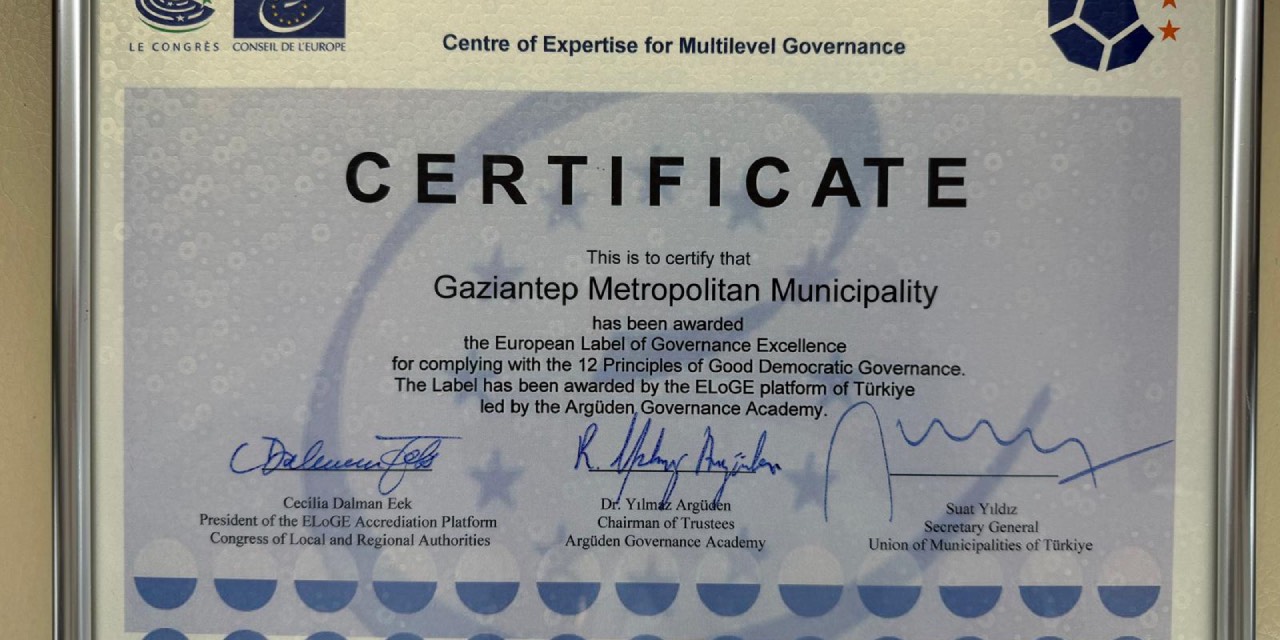 LE CONGRÈS CONSEIL DE L'EUROPE
Centre of Expertise for Multilevel Governance
CERTIFICATE
This is to certify that
Gaziantep Metropolitan Municipality
has been awarded
the European Label of Governance Excellence
for complying with the 12 Principles of Good Democratic Governance.
The Label has been awarded by the ELoGE platform of Türkiye
led by the Argüden Governance Academy.
Cecilia Dalman Eek
President of the ELoGE Accrediation Platform
Congress of Local and Regional Authorities
Dr. Yılmaz Argüden
Chairman of Trustees
Argüden Governance Academy
Suat Yıldız
Secretary General
Union of Municipalities of Türkiye